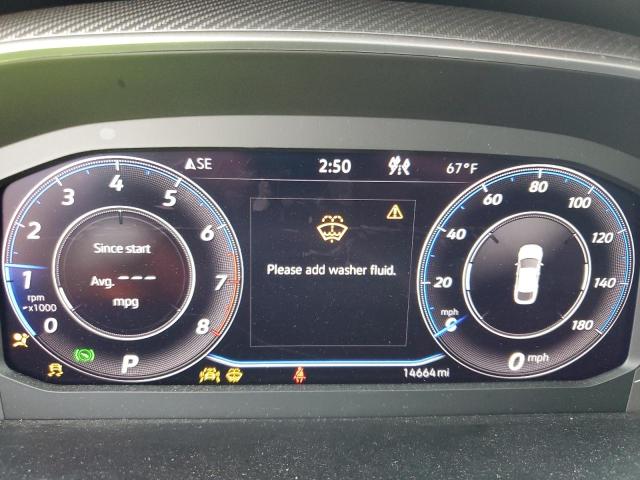 SE 2:50 67°F
0 1 2 3 4 5 6 7 8
rpm
x1000
Since start
Avg. ---
mpg
Please add washer fluid.
20 40 60 80 100 120 140 180
mph
P
14664 mi
0 mph